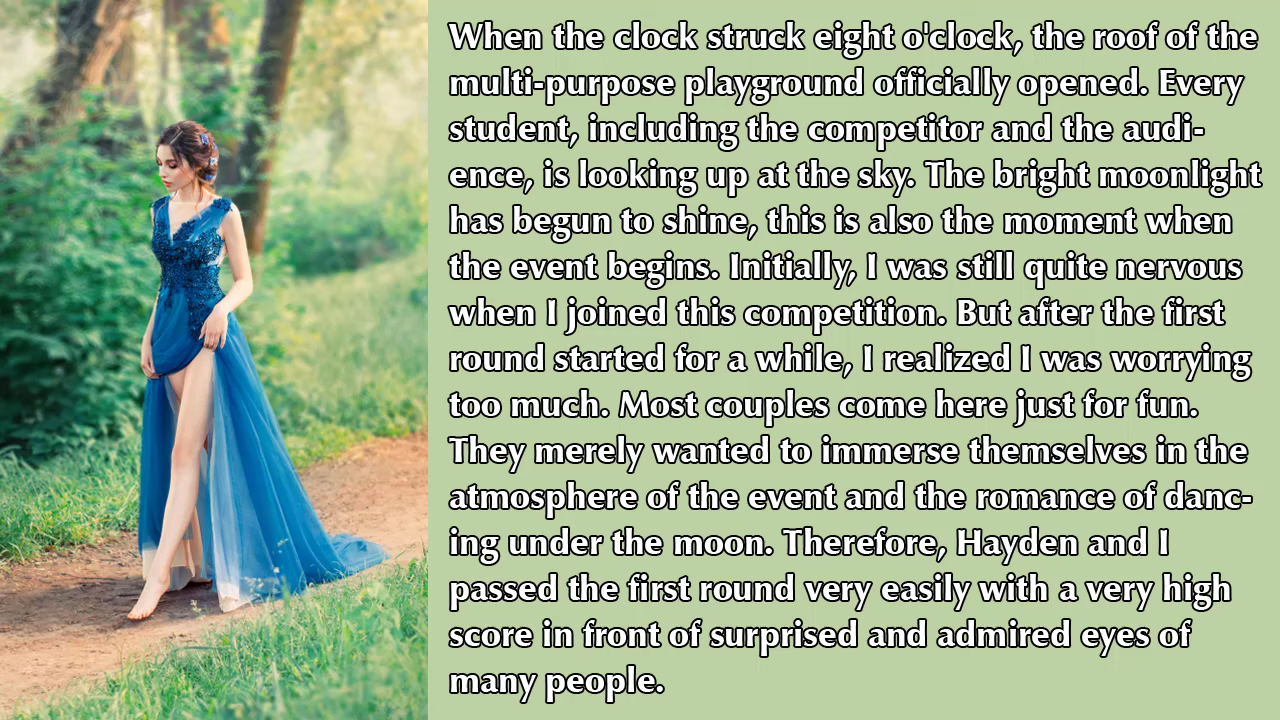 When the clock struck eight o'clock, the roof of the
multi-purpose playground officially opened. Every
student, including the competitor and the audi-
ence, is looking up at the sky. The bright moonlight
has begun to shine, this is also the moment when
the event begins. Initially, I was still quite nervous
when I joined this competition. But after the first
round started for a while, I realized I was worrying
too much. Most couples come here just for fun.
They merely wanted to immerse themselves in the
atmosphere of the event and the romance of danc-
ing under the moon. Therefore, Hayden and I
passed the first round very easily with a very high
score in front of surprised and admired eyes of
many people.